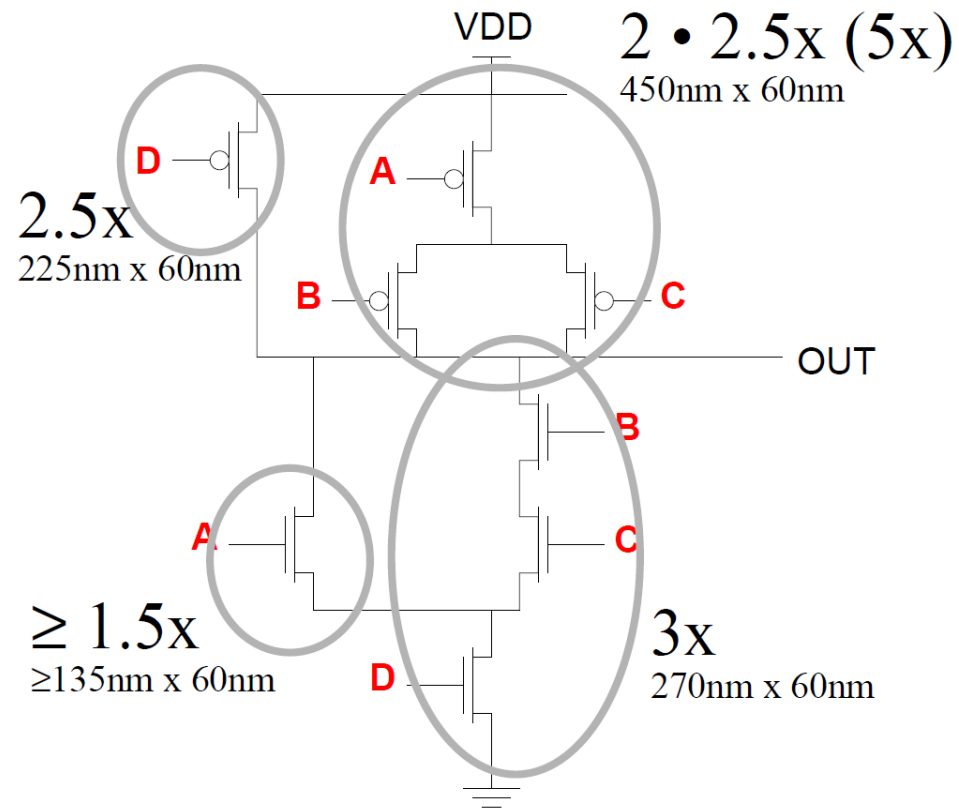 VDD
2 • 2.5x (5x)
450nm x 60nm
D
A
2.5x
225nm x 60nm
B
C
OUT
B
A
C
≥ 1.5x
≥135nm x 60nm
D
3x
270nm x 60nm